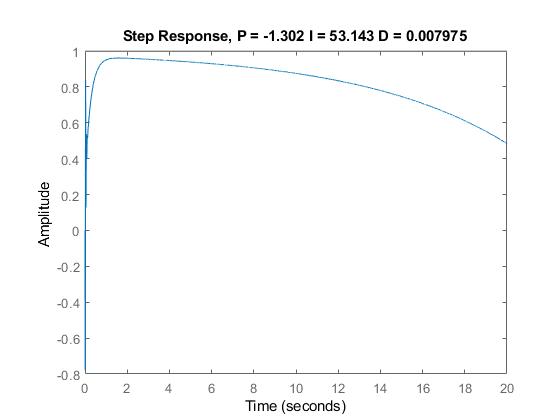 Step Response, P = -1.302 I = 53.143 D = 0.007975
1
0.8
0.6
0.4
0.2
0
-0.2
-0.4
-0.6
-0.8
Amplitude
0 2 4 6 8 10 12 14 16 18 20
Time (seconds)